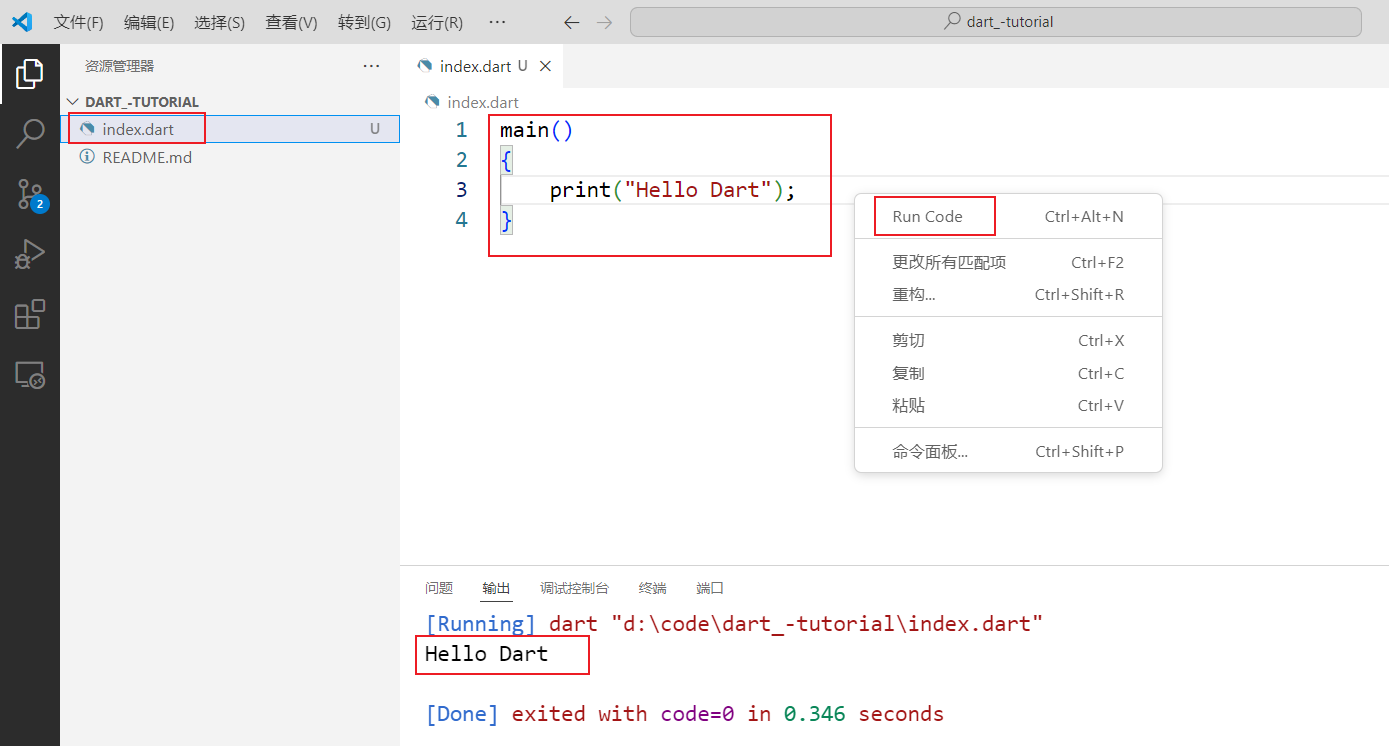 文件(F) 编辑(E) 选择(S) 查看(V) 转到(G) 运行(R) ··· dart_-tutorial
资源管理器 ···
DART_-TUTORIAL
index.dart U
README.md
2
index.dart U
index.dart
1 main()
2 {
3 print("Hello Dart");
4 }
Run Code Ctrl+Alt+N
更改所有匹配项 Ctrl+F2
重构... Ctrl+Shift+R
剪切 Ctrl+X
复制 Ctrl+C
粘贴 Ctrl+V
命令面板... Ctrl+Shift+P
问题 输出 调试控制台 终端 端口
[Running] dart "d:\code\dart_-tutorial\index.dart"
Hello Dart
[Done] exited with code=0 in 0.346 seconds